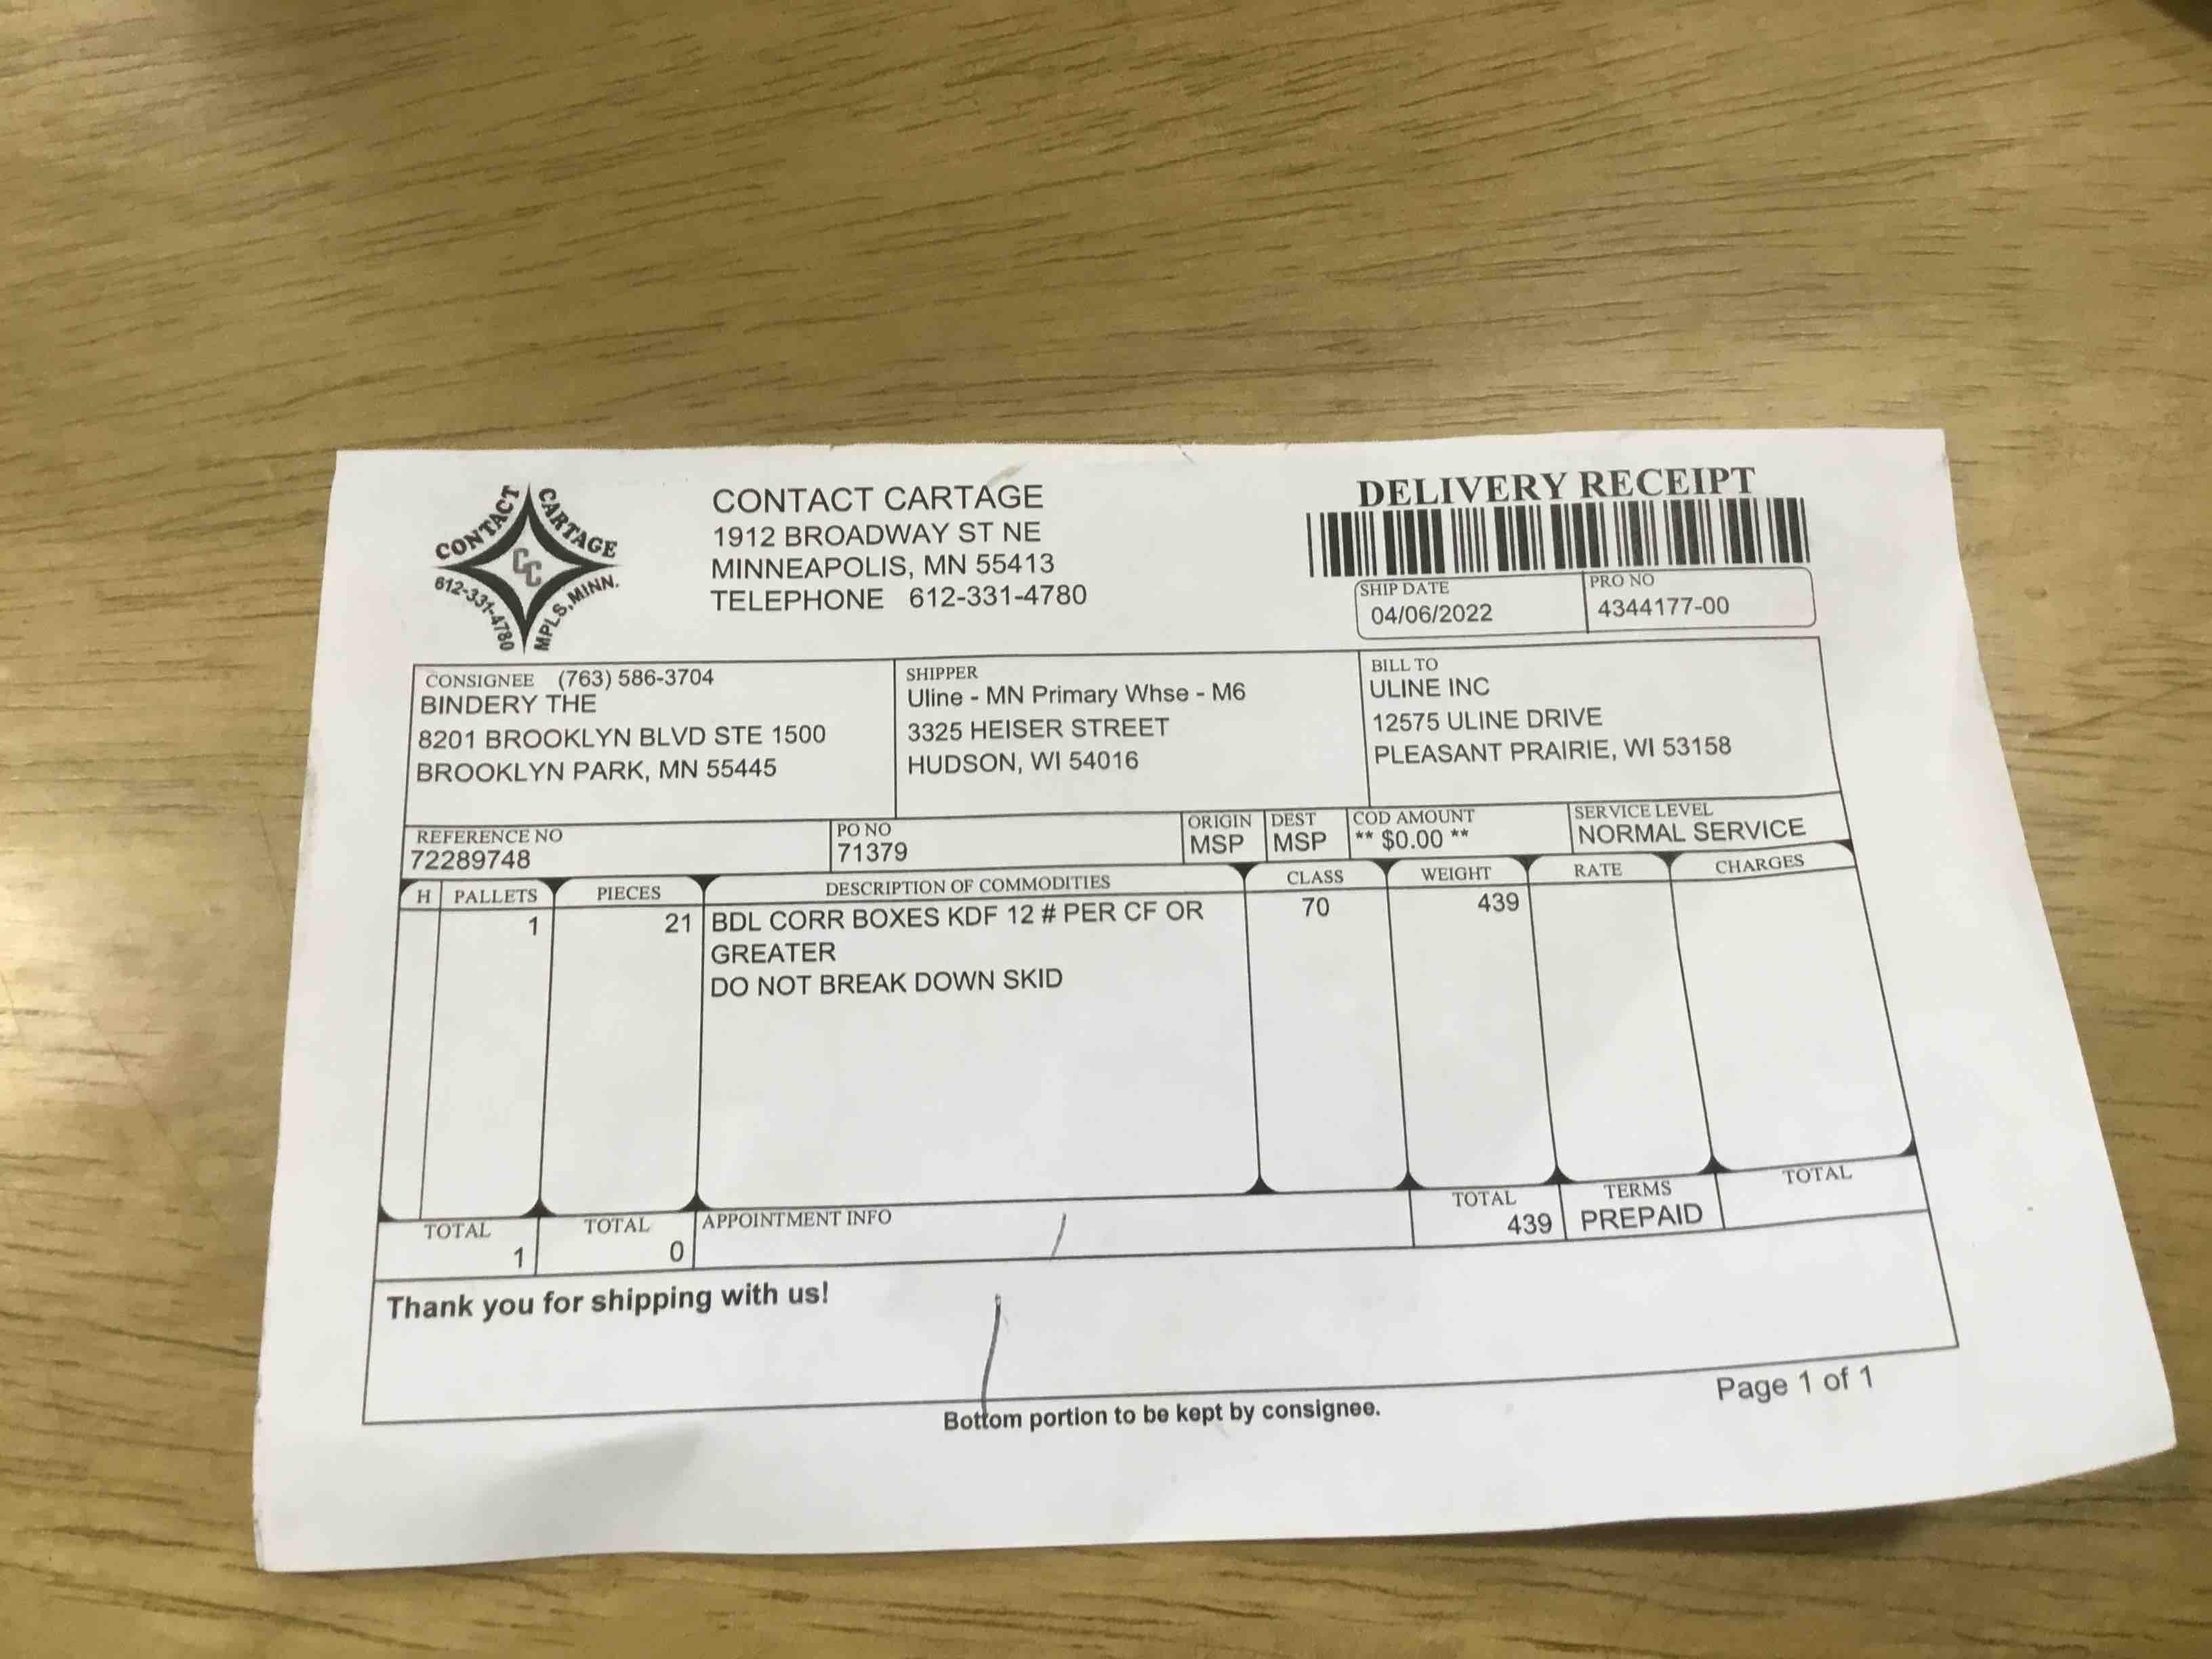 CONTACT CARTAGE
CC
612-331-4780 MPLS, MINN.
CONTACT CARTAGE
1912 BROADWAY ST NE
MINNEAPOLIS, MN 55413
TELEPHONE 612-331-4780
DELIVERY RECEIPT
SHIP DATE PRO NO
04/06/2022 4344177-00
CONSIGNEE (763) 586-3704
BINDERY THE
8201 BROOKLYN BLVD STE 1500
BROOKLYN PARK, MN 55445
SHIPPER
Uline - MN Primary Whse - M6
3325 HEISER STREET
HUDSON, WI 54016
BILL TO
ULINE INC
12575 ULINE DRIVE
PLEASANT PRAIRIE, WI 53158
REFERENCE NO PO NO ORIGIN DEST COD AMOUNT SERVICE LEVEL
72289748 71379 MSP MSP ** $0.00 ** NORMAL SERVICE
H PALLETS PIECES DESCRIPTION OF COMMODITIES CLASS WEIGHT RATE CHARGES
1 21 BDL CORR BOXES KDF 12 # PER CF OR 70 439
GREATER
DO NOT BREAK DOWN SKID
TOTAL TOTAL APPOINTMENT INFO TOTAL TERMS TOTAL
1 0 439 PREPAID
Thank you for shipping with us!
Bottom portion to be kept by consignee.
Page 1 of 1